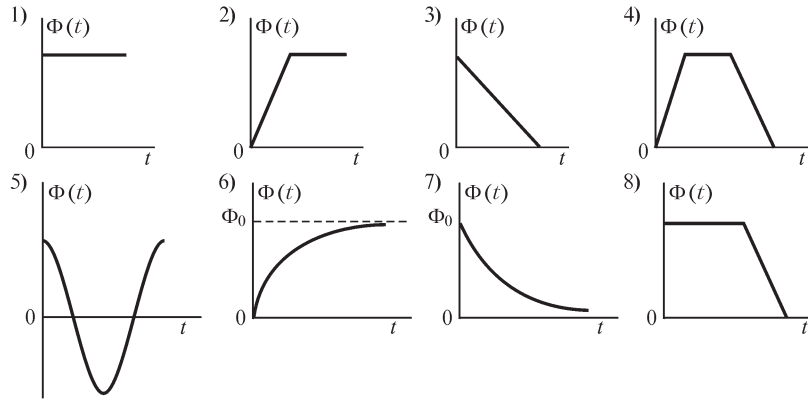 1) Φ(t) 0 t
2) Φ(t) 0 t
3) Φ(t) 0 t
4) Φ(t) 0 t
5) Φ(t) 0 t
6) Φ(t) Φ₀ 0 t
7) Φ(t) Φ₀ 0 t
8) Φ(t) 0 t